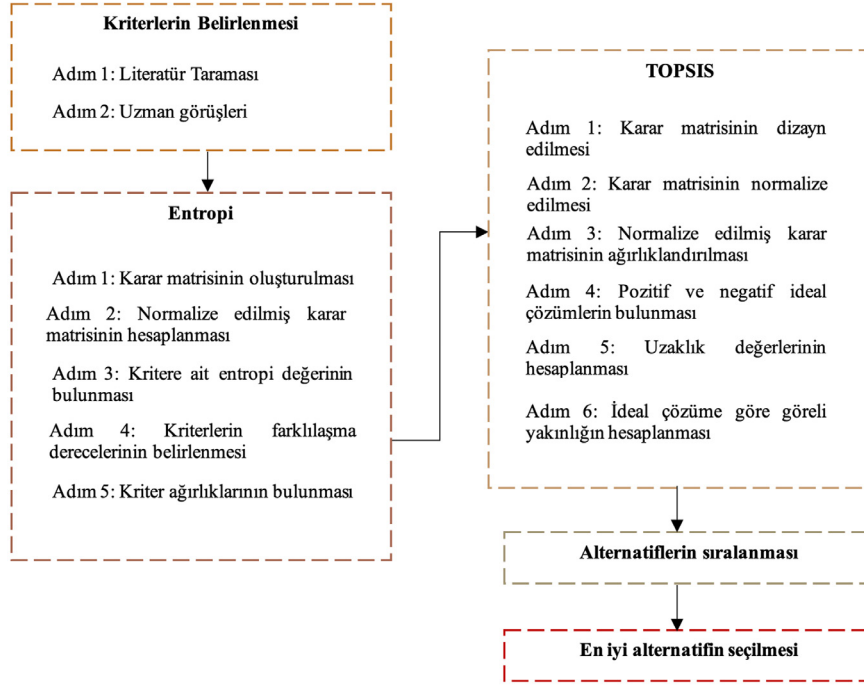 Kriterlerin Belirlenmesi
Adım 1: Literatür Taraması
Adım 2: Uzman görüşleri
Entropi
Adım 1: Karar matrisinin oluşturulması
Adım 2: Normalize edilmiş karar
matrisinin hesaplanması
Adım 3: Kritere ait entropi değerinin
bulunması
Adım 4: Kriterlerin farklılaşma
derecelerinin belirlenmesi
Adım 5: Kriter ağırlıklarının bulunması
TOPSIS
Adım 1: Karar matrisinin dizayn
edilmesi
Adım 2: Karar matrisinin normalize
edilmesi
Adım 3: Normalize edilmiş karar
matrisinin ağırlıklandırılması
Adım 4: Pozitif ve negatif ideal
çözümlerin bulunması
Adım 5: Uzaklık değerlerinin
hesaplanması
Adım 6: İdeal çözüme göre göreli
yakınlığın hesaplanması
Alternatiflerin sıralanması
En iyi alternatifin seçilmesi